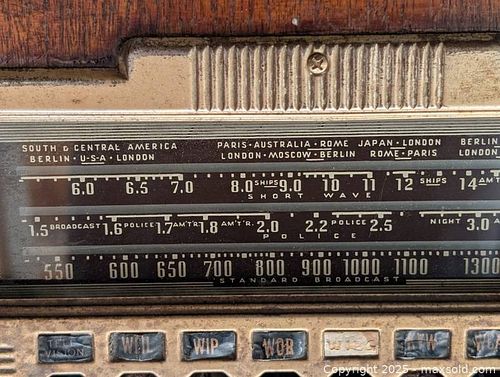 SOUTH & CENTRAL AMERICA PARIS·AUSTRALIA·ROME JAPAN·LONDON BERLIN
BERLIN·U·S·A·LONDON LONDON·MOSCOW·BERLIN ROME·PARIS LONDON
6.0 6.5 7.0 8.0 SHIPS 9.0 10 11 12 SHIPS 14 AMT
SHORT WAVE
1.5 BROADCAST 1.6 POLICE 1.7 AM'T'R. 1.8 AM'T'R. 2.0 2.2 POLICE 2.5 NIGHT 3.0 A
POLICE
550 600 650 700 800 900 1000 1100 1300
STANDARD BROADCAST
VISION WIP WOR
Copyright 2025 - maxsold.com